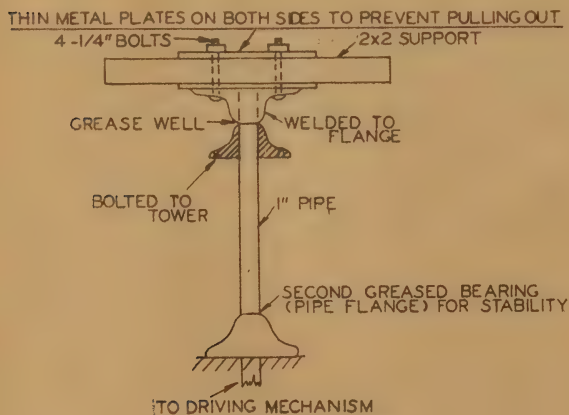 THIN METAL PLATES ON BOTH SIDES TO PREVENT PULLING OUT
4-1/4" BOLTS
2x2 SUPPORT
GREASE WELL
WELDED TO
FLANGE
BOLTED TO
TOWER
1" PIPE
SECOND GREASED BEARING
(PIPE FLANGE) FOR STABILITY
TO DRIVING MECHANISM